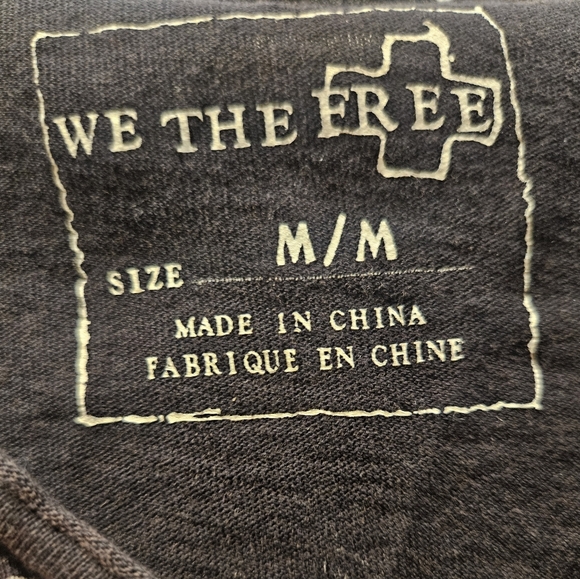 WE THE FREE
M/M
SIZE
MADE IN CHINA
FABRIQUE EN CHINE